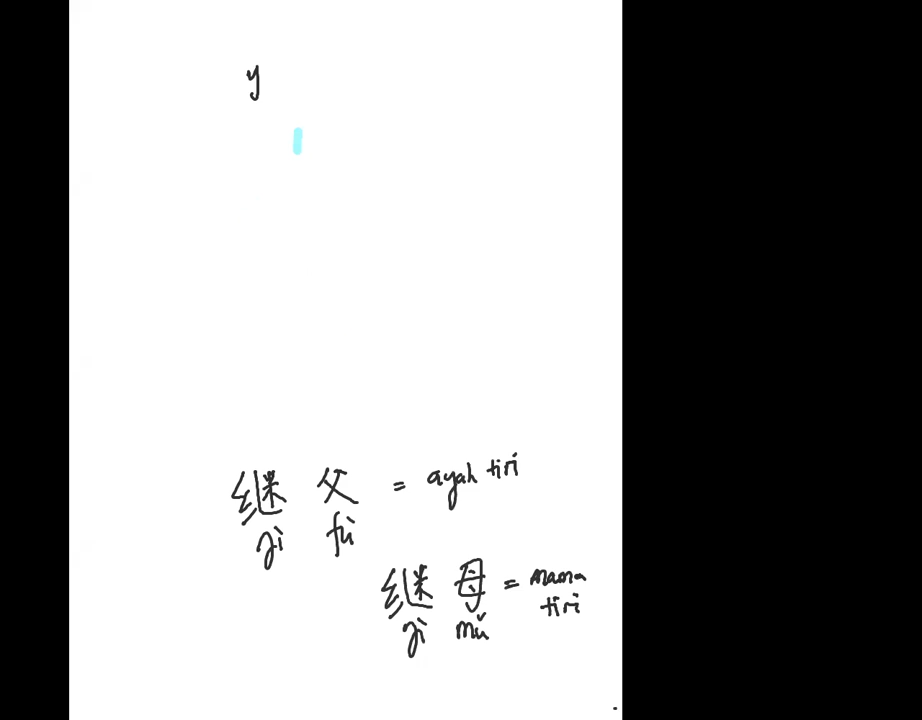 y
继 父 = ayah tiri
jì fù
继 母 = mama
tiri
jì mǔ